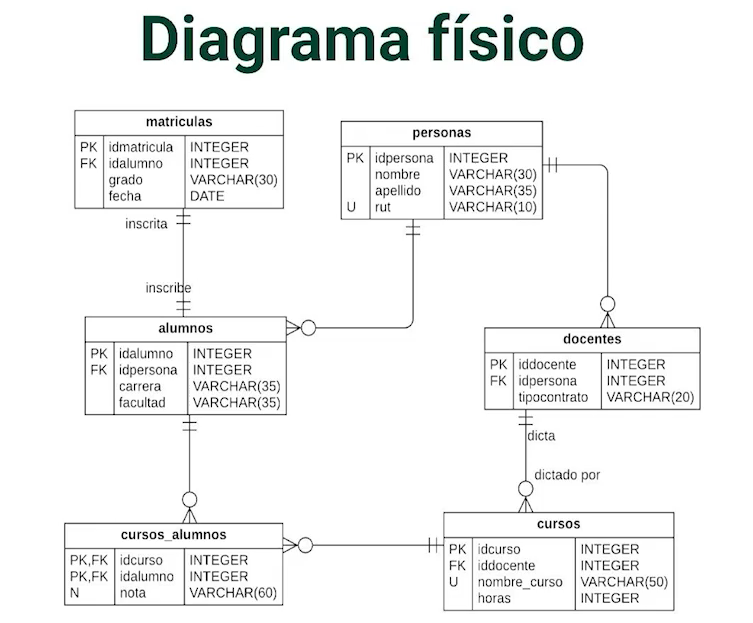 Diagrama físico
matriculas
PK idmatricula INTEGER
FK idalumno INTEGER
grado VARCHAR(30)
fecha DATE
personas
PK idpersona INTEGER
nombre VARCHAR(30)
apellido VARCHAR(35)
U rut VARCHAR(10)
inscrita
inscribe
alumnos
PK idalumno INTEGER
FK idpersona INTEGER
carrera VARCHAR(35)
facultad VARCHAR(35)
docentes
PK iddocente INTEGER
FK idpersona INTEGER
tipocontrato VARCHAR(20)
dicta
dictado por
cursos_alumnos
PK,FK idcurso INTEGER
PK,FK idalumno INTEGER
N nota VARCHAR(60)
cursos
PK idcurso INTEGER
FK iddocente INTEGER
U nombre_curso VARCHAR(50)
horas INTEGER